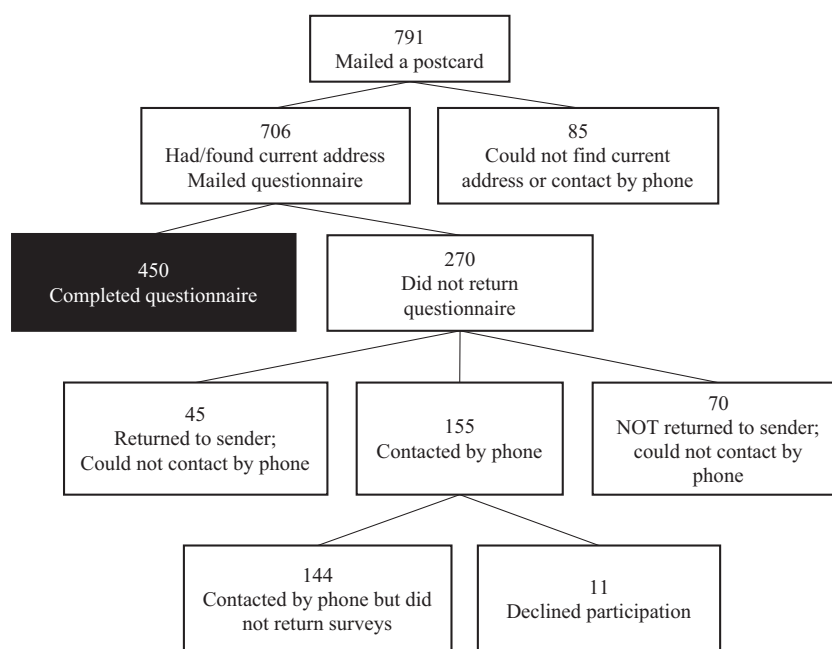 791
Mailed a postcard
706
Had/found current address
Mailed questionnaire
85
Could not find current
address or contact by phone
450
Completed questionnaire
270
Did not return
questionnaire
45
Returned to sender;
Could not contact by phone
155
Contacted by phone
70
NOT returned to sender;
could not contact by
phone
144
Contacted by phone but did
not return surveys
11
Declined participation